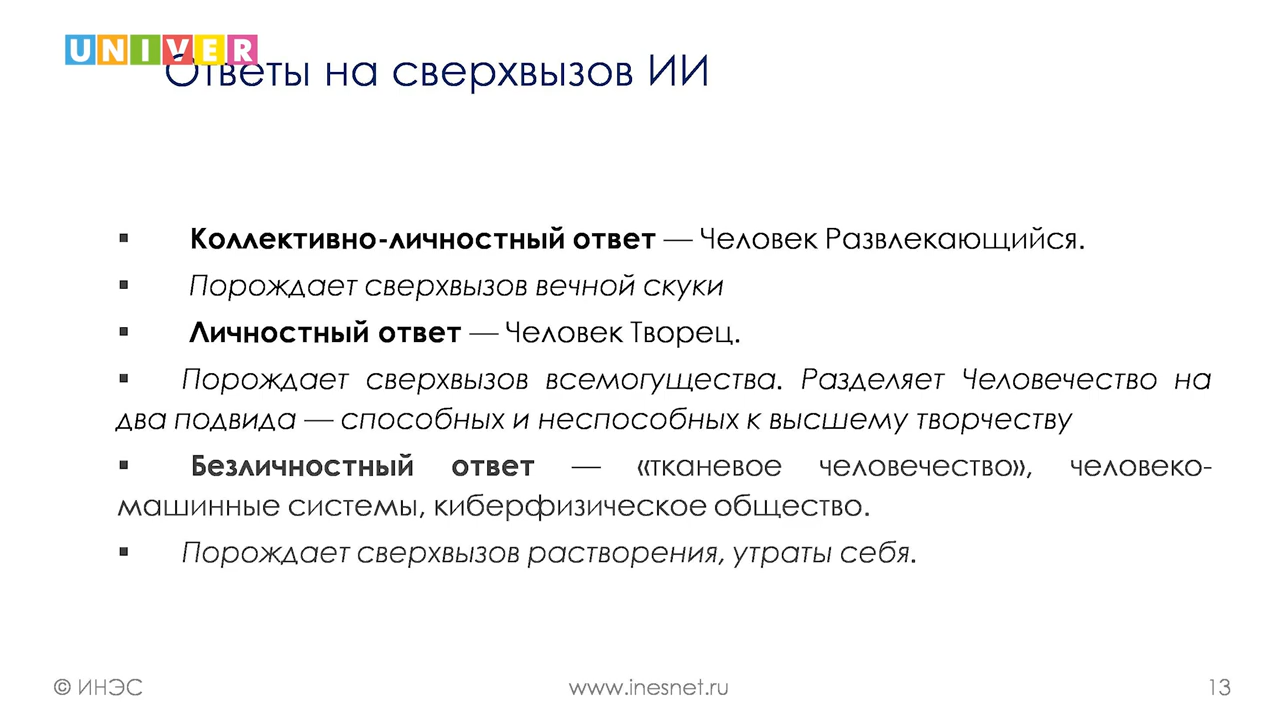 UNIVER
Ответы на сверхвызов ИИ
▪ Коллективно-личностный ответ — Человек Развлекающийся.
▪ Порождает сверхвызов вечной скуки
▪ Личностный ответ — Человек Творец.
▪ Порождает сверхвызов всемогущества. Разделяет Человечество на
два подвида — способных и неспособных к высшему творчеству
▪ Безличностный ответ — «тканевое человечество», человеко-
машинные системы, киберфизическое общество.
▪ Порождает сверхвызов растворения, утраты себя.
© ИНЭС www.inesnet.ru 13